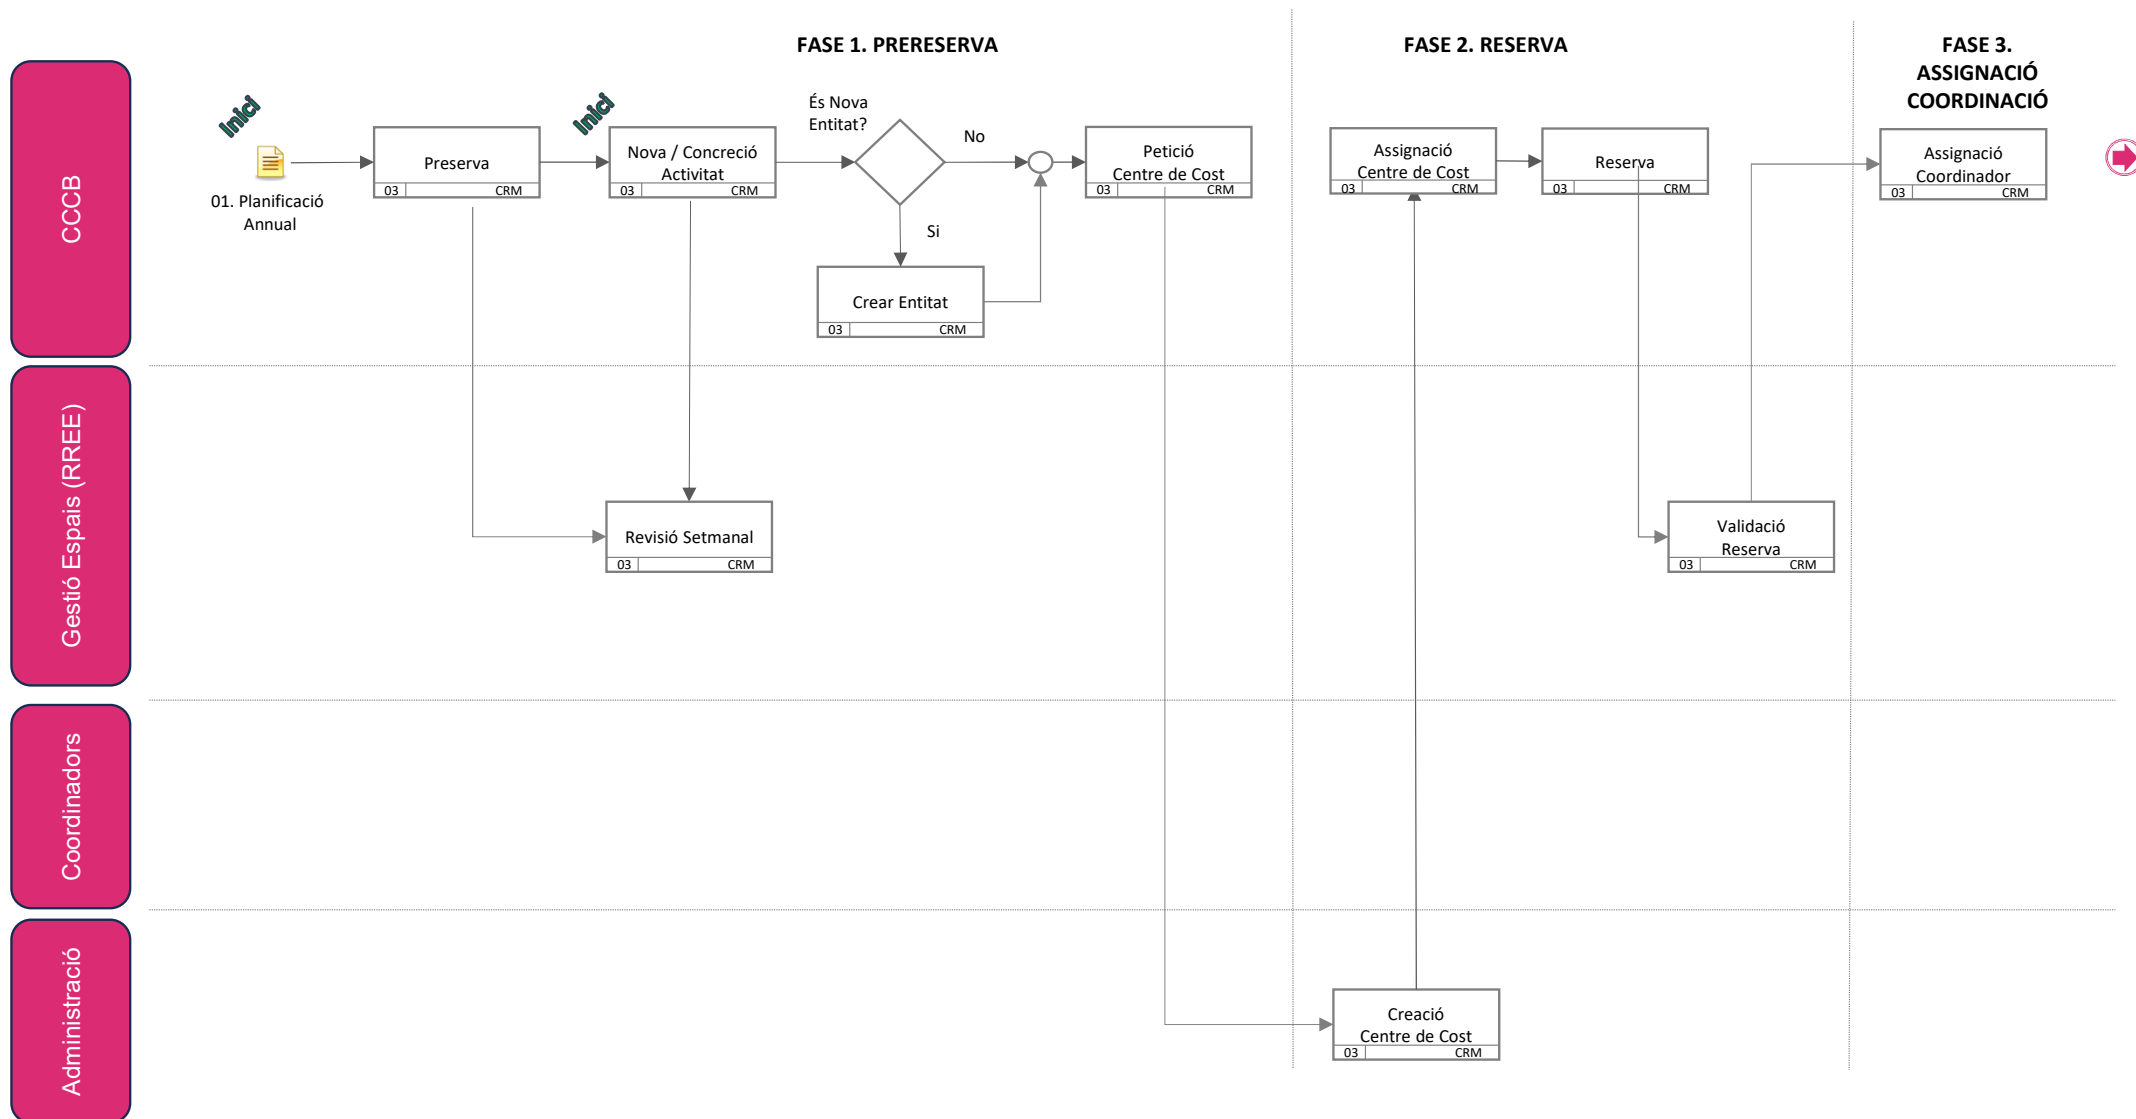 FASE 1. PRERESERVA
FASE 2. RESERVA
FASE 3.
ASSIGNACIÓ
COORDINACIÓ
CCCB
Inici
01. Planificació
Annual
Preserva
03 CRM
Inici
Nova / Concreció
Activitat
03 CRM
És Nova
Entitat?
No
Si
Crear Entitat
03 CRM
Petició
Centre de Cost
03 CRM
Assignació
Centre de Cost
03 CRM
Reserva
03 CRM
Assignació
Coordinador
03 CRM
Gestió Espais (RREE)
Revisió Setmanal
03 CRM
Validació
Reserva
03 CRM
Coordinadors
Administració
Creació
Centre de Cost
03 CRM